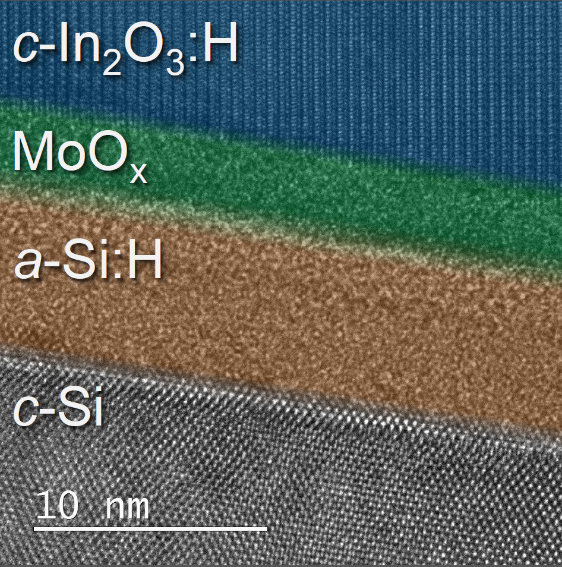 c-In₂O₃:H
MoOₓ
a-Si:H
c-Si
10 nm